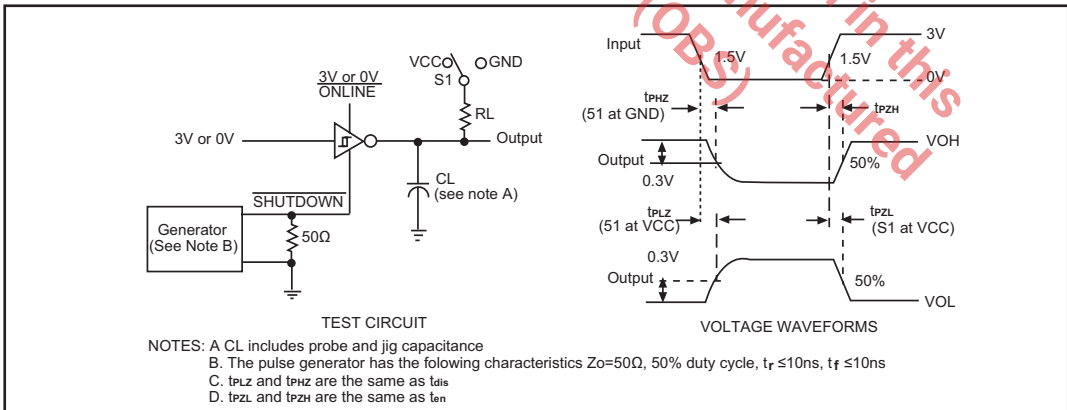 VCC
GND
S1
3V or 0V
ONLINE
RL
3V or 0V
Output
CL
(see note A)
SHUTDOWN
Generator
(See Note B)
50Ω
TEST CIRCUIT
Input
3V
1.5V
1.5V
0V
tPHZ
(51 at GND)
tPZH
VOH
Output
50%
0.3V
tPLZ
(51 at VCC)
tPZL
(S1 at VCC)
0.3V
Output
50%
VOL
VOLTAGE WAVEFORMS
in this
nufactured
(OBS)
NOTES: A CL includes probe and jig capacitance
B. The pulse generator has the folowing characteristics Zo=50Ω, 50% duty cycle, tr ≤10ns, tf ≤10ns
C. tPLZ and tPHZ are the same as tdis
D. tPZL and tPZH are the same as ten